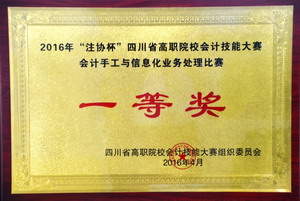 2016年“注协杯”四川省高职院校会计技能大赛
会计手工与信息化业务处理比赛
一等奖
四川省高职院校会计技能大赛组织委员会
2016年4月